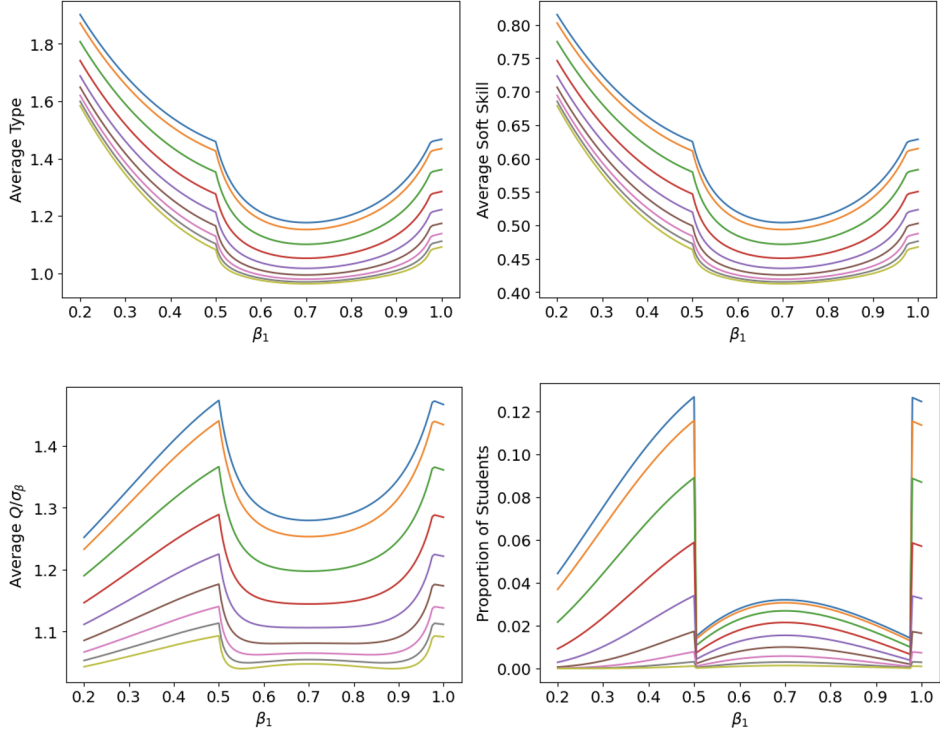 Average Type
1.8
1.6
1.4
1.2
1.0
0.2 0.3 0.4 0.5 0.6 0.7 0.8 0.9 1.0
β₁
Average Soft Skill
0.80
0.75
0.70
0.65
0.60
0.55
0.50
0.45
0.40
0.2 0.3 0.4 0.5 0.6 0.7 0.8 0.9 1.0
β₁
Average Q/σᵦ
1.4
1.3
1.2
1.1
0.2 0.3 0.4 0.5 0.6 0.7 0.8 0.9 1.0
β₁
Proportion of Students
0.12
0.10
0.08
0.06
0.04
0.02
0.00
0.2 0.3 0.4 0.5 0.6 0.7 0.8 0.9 1.0
β₁